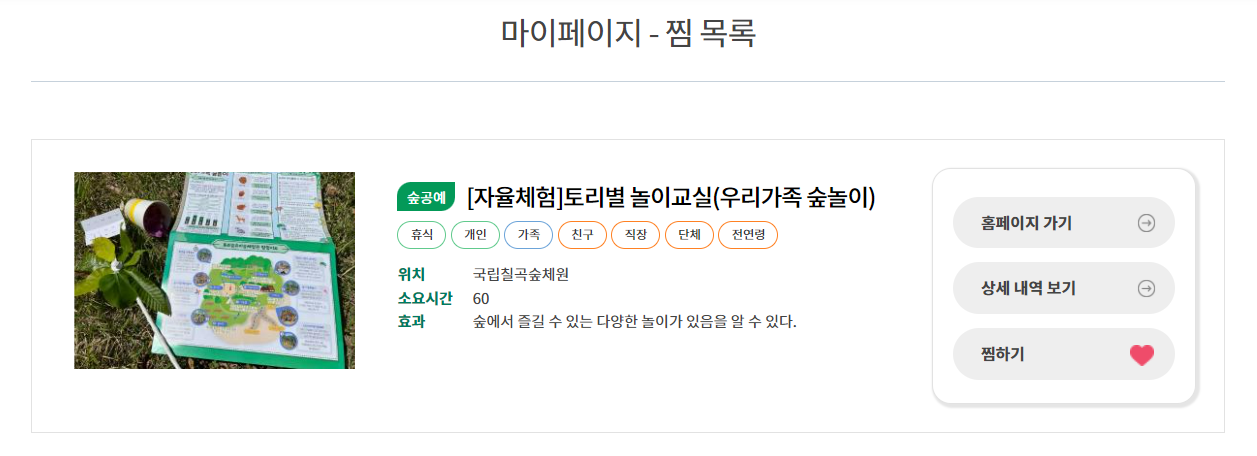 마이페이지 - 찜 목록
숲공예 [자율체험]토리별 놀이교실(우리가족 숲놀이)
휴식 개인 가족 친구 직장 단체 전연령
위치 국립칠곡숲체원
소요시간 60
효과 숲에서 즐길 수 있는 다양한 놀이가 있음을 알 수 있다.
홈페이지 가기
상세 내역 보기
찜하기